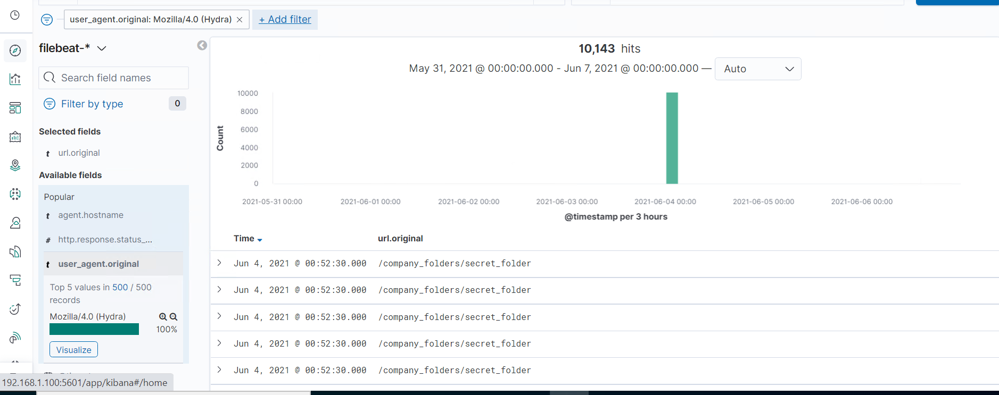 user_agent.original: Mozilla/4.0 (Hydra) ×
+ Add filter
filebeat-*
Search field names
Filter by type 0
Selected fields
t url.original
Available fields
Popular
t agent.hostname
# http.response.status_...
t user_agent.original
Top 5 values in 500 / 500
records
Mozilla/4.0 (Hydra)
100%
Visualize
192.168.1.100:5601/app/kibana#/home
10,143 hits
May 31, 2021 @ 00:00:00.000 - Jun 7, 2021 @ 00:00:00.000 — Auto
10000
8000
6000
4000
2000
0
Count
2021-05-31 00:00 2021-06-01 00:00 2021-06-02 00:00 2021-06-03 00:00 2021-06-04 00:00 2021-06-05 00:00 2021-06-06 00:00
@timestamp per 3 hours
Time url.original
Jun 4, 2021 @ 00:52:30.000 /company_folders/secret_folder
Jun 4, 2021 @ 00:52:30.000 /company_folders/secret_folder
Jun 4, 2021 @ 00:52:30.000 /company_folders/secret_folder
Jun 4, 2021 @ 00:52:30.000 /company_folders/secret_folder
Jun 4, 2021 @ 00:52:30.000 /company_folders/secret_folder